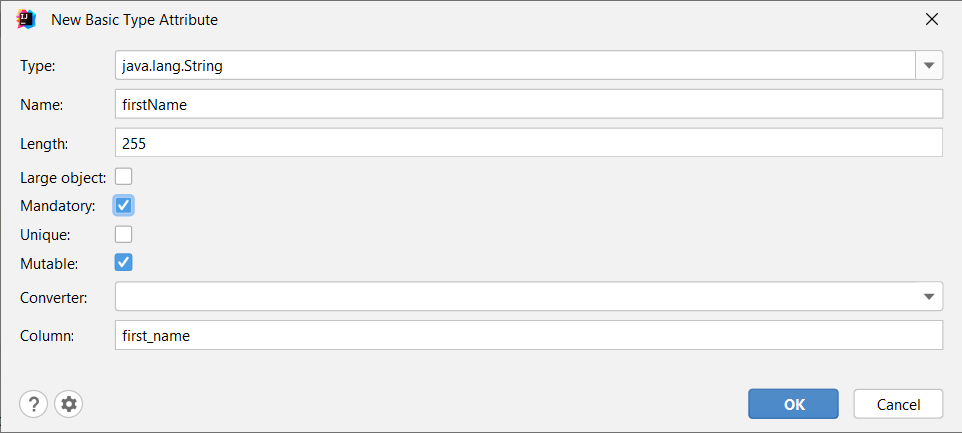 New Basic Type Attribute
Type: java.lang.String
Name: firstName
Length: 255
Large object:
Mandatory:
Unique:
Mutable:
Converter:
Column: first_name
? OK Cancel